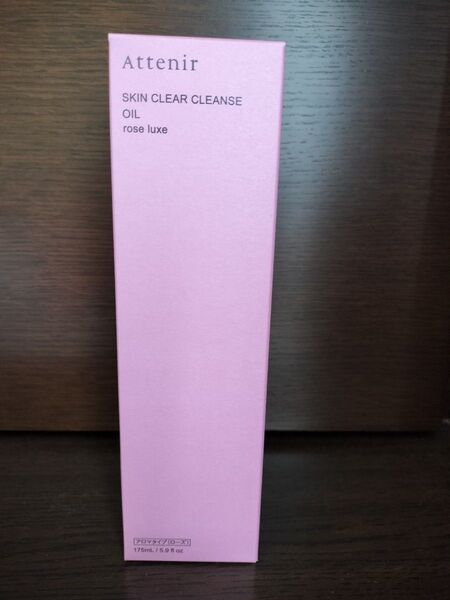 Attenir
SKIN CLEAR CLEANSE
OIL
rose luxe
アロマタイプ［ローズ］
175mL / 5.9 fl oz